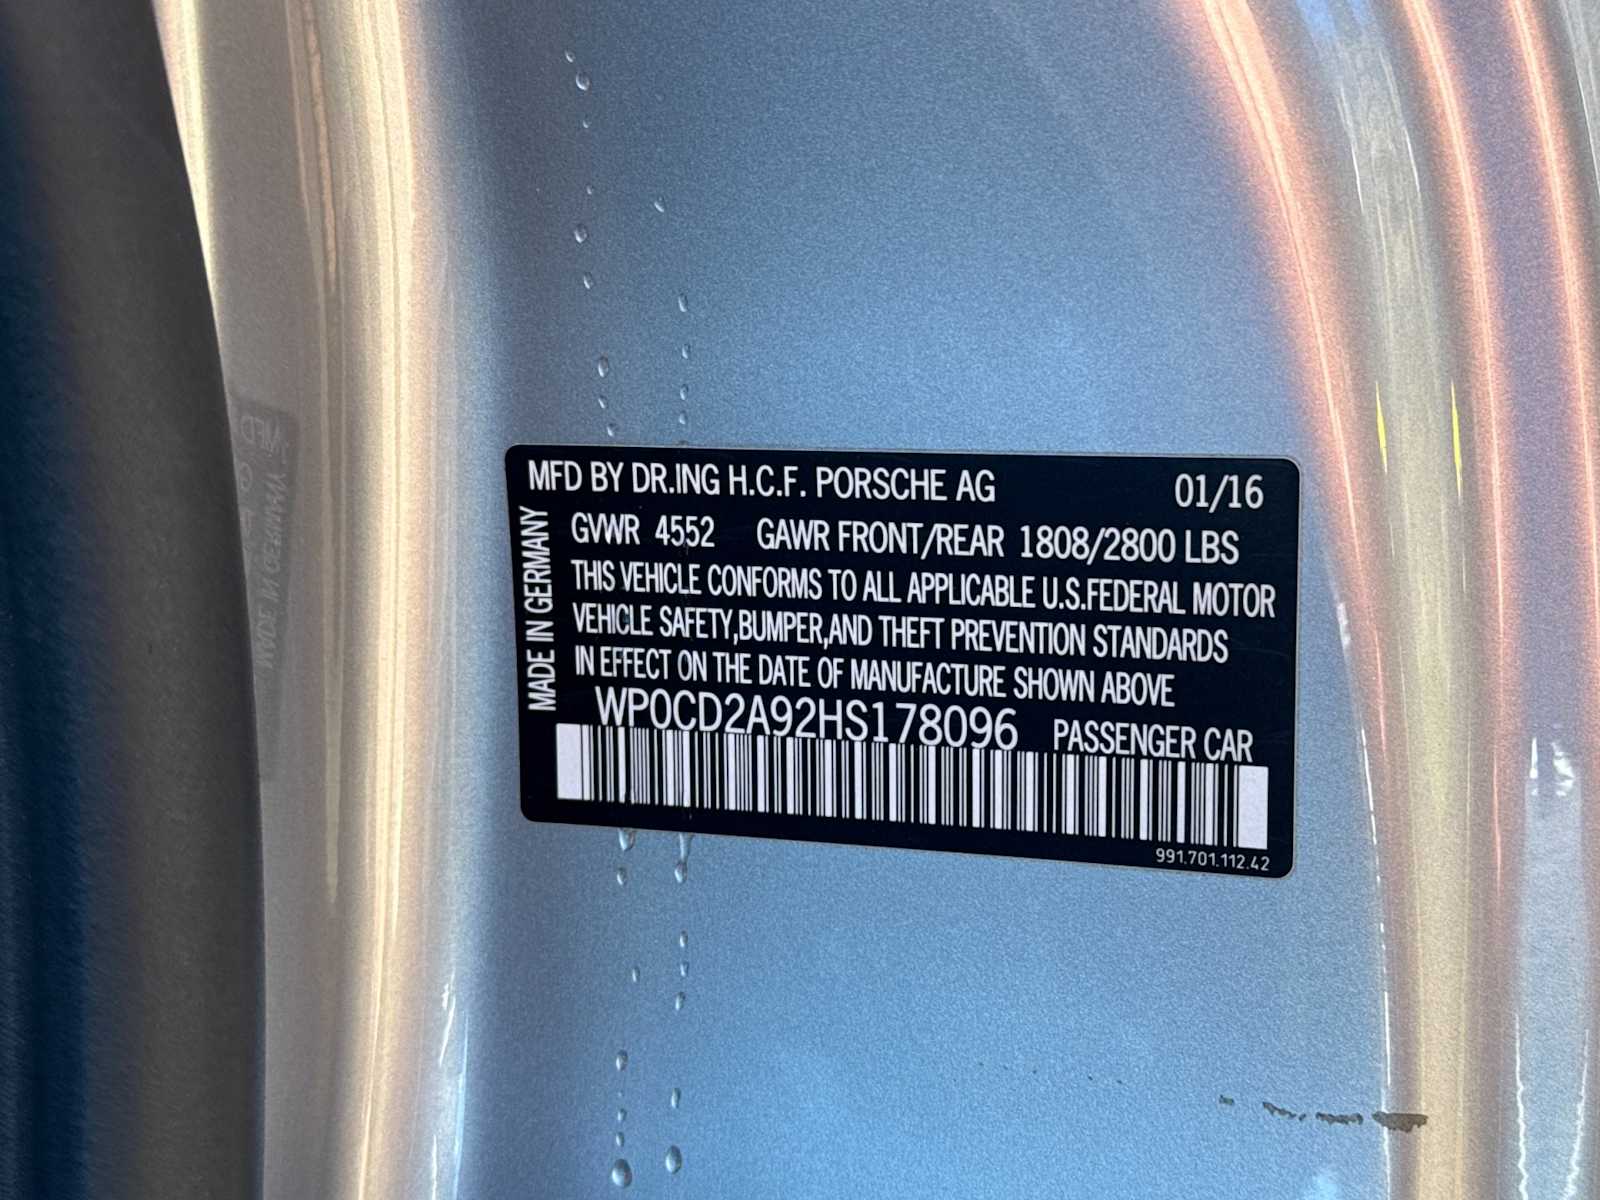 MFD BY DR.ING H.C.F. PORSCHE AG 01/16
GVWR 4552 GAWR FRONT/REAR 1808/2800 LBS
THIS VEHICLE CONFORMS TO ALL APPLICABLE U.S.FEDERAL MOTOR
VEHICLE SAFETY,BUMPER,AND THEFT PREVENTION STANDARDS
IN EFFECT ON THE DATE OF MANUFACTURE SHOWN ABOVE
MADE IN GERMANY
WP0CD2A92HS178096 PASSENGER CAR
991.701.112.42